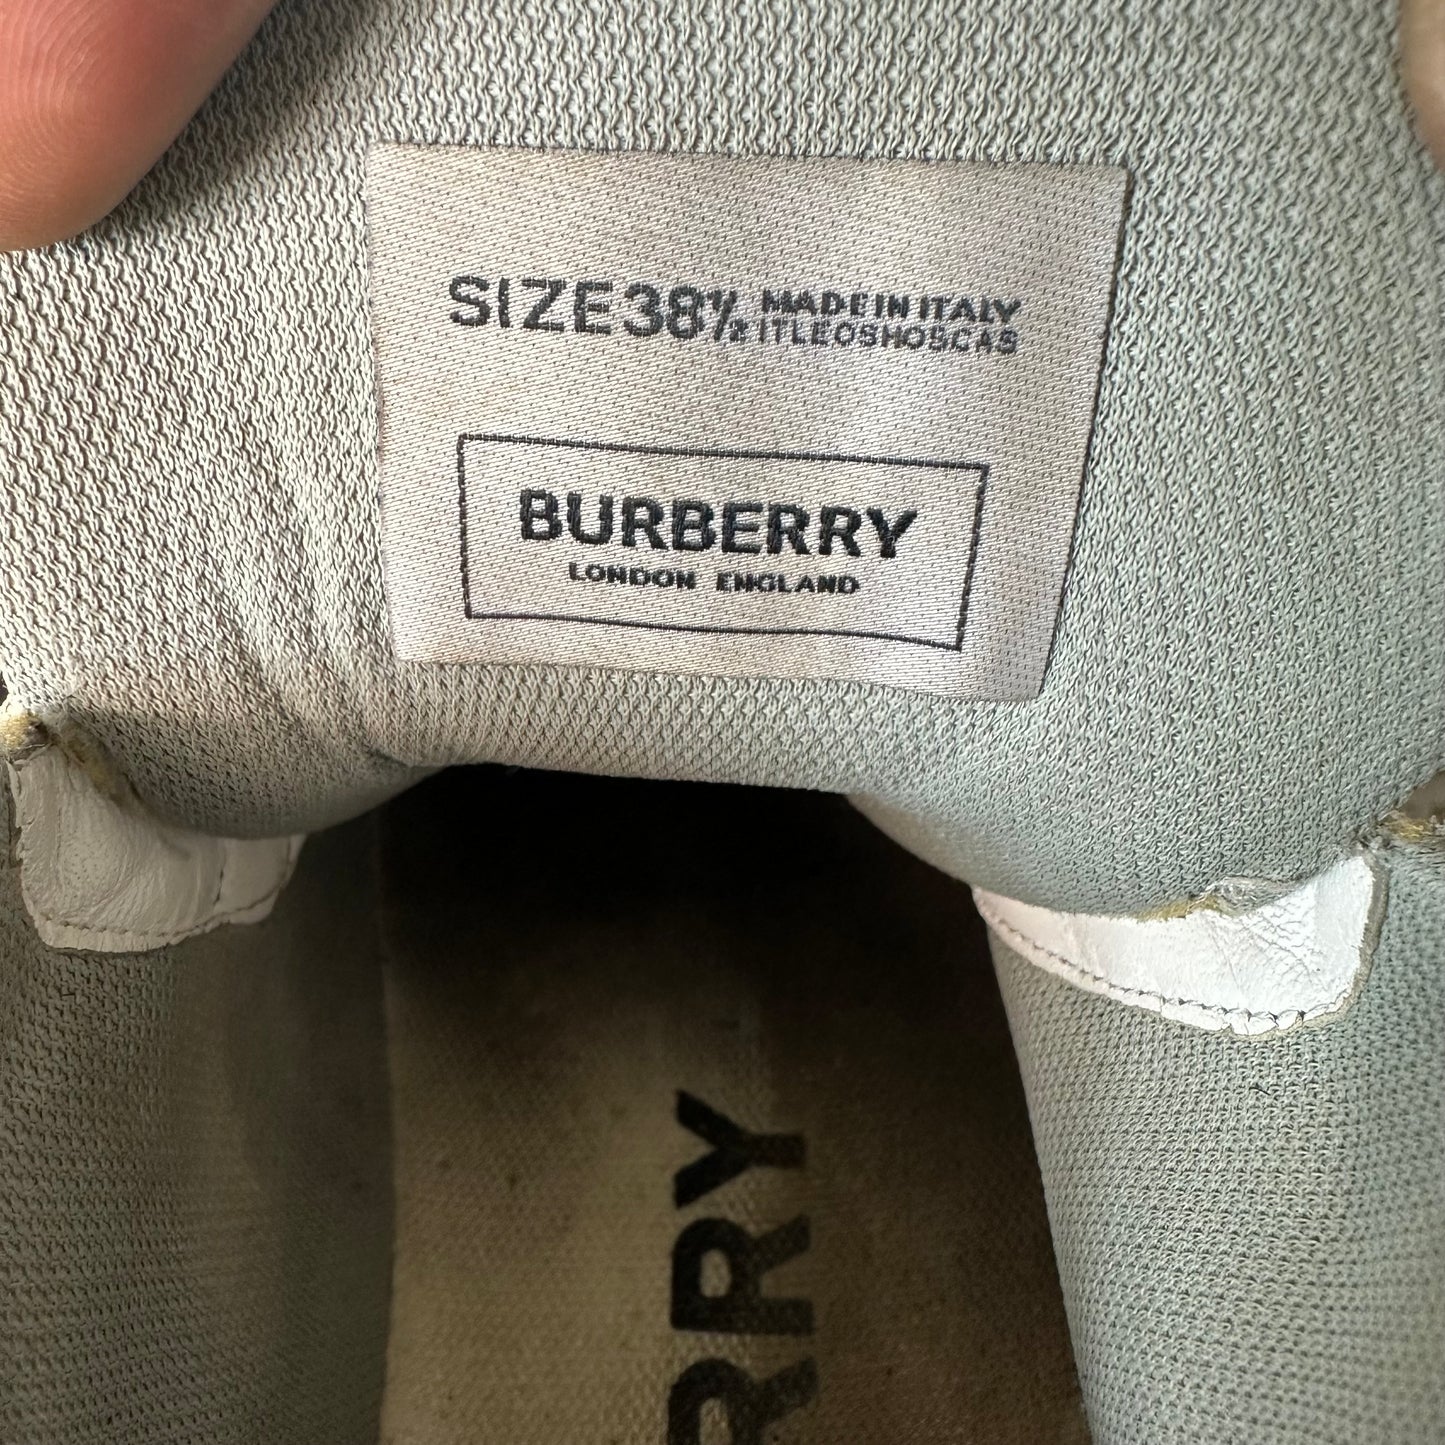 SIZE 38½ MADE IN ITALY
ITLEOSHOSCAS
BURBERRY
LONDON ENGLAND
RRY